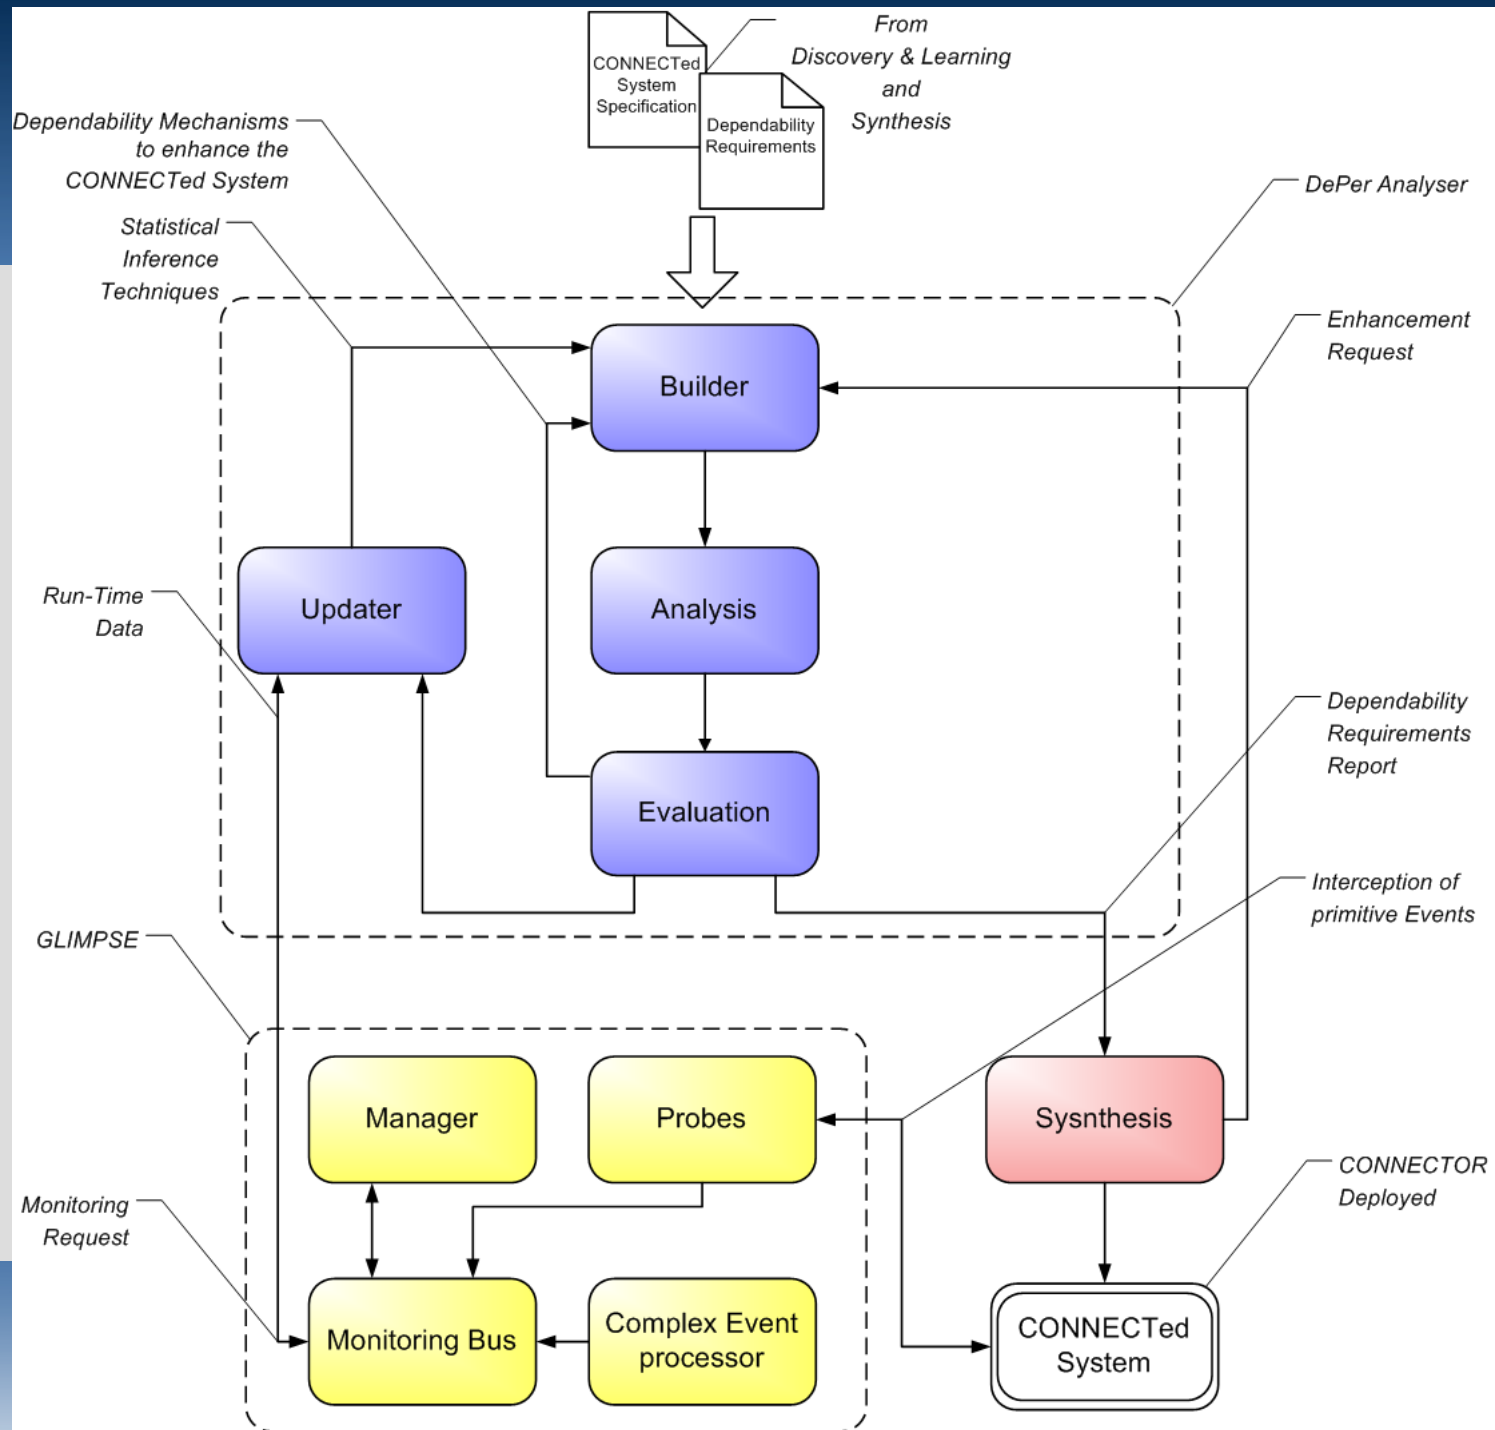 From
Discovery & Learning
and
Synthesis
CONNECTed
System
Specification
Dependability
Requirements
Dependability Mechanisms
to enhance the
CONNECTed System
DePer Analyser
Statistical
Inference
Techniques
Enhancement
Request
Builder
Run-Time
Data
Updater
Analysis
Dependability
Requirements
Report
Evaluation
Interception of
primitive Events
GLIMPSE
Manager
Probes
Sysnthesis
CONNECTOR
Deployed
Monitoring
Request
Monitoring Bus
Complex Event
processor
CONNECTed
System